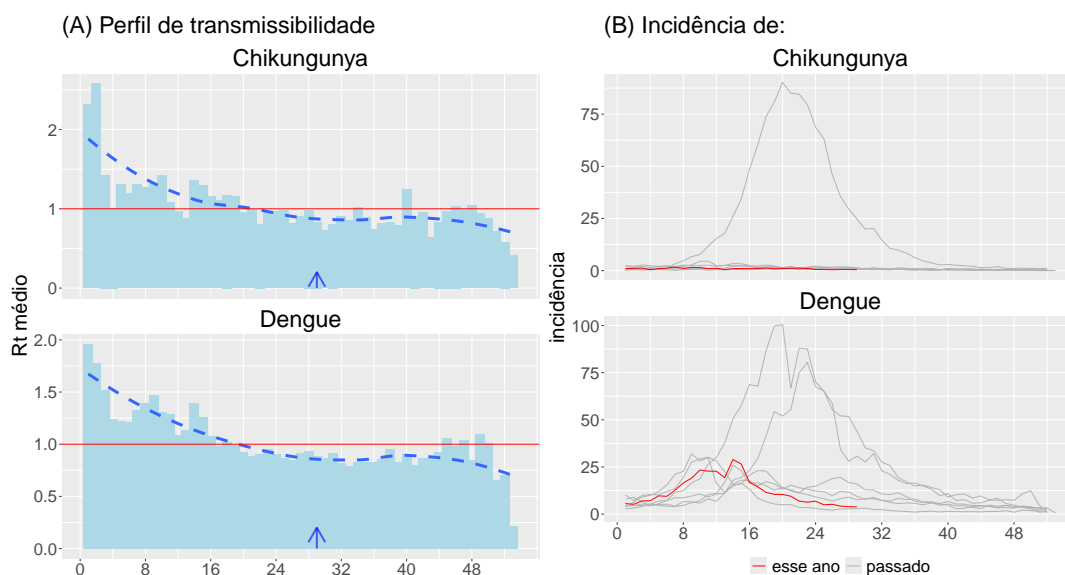 (A) Perfil de transmissibilidade
Chikungunya
2
1
0
Dengue
2.0
1.5
1.0
0.5
0.0
0 8 16 24 32 40 48
Rt médio
(B) Incidência de:
Chikungunya
75
50
25
0
Dengue
100
75
50
25
0
0 8 16 24 32 40 48
incidência
esse ano passado